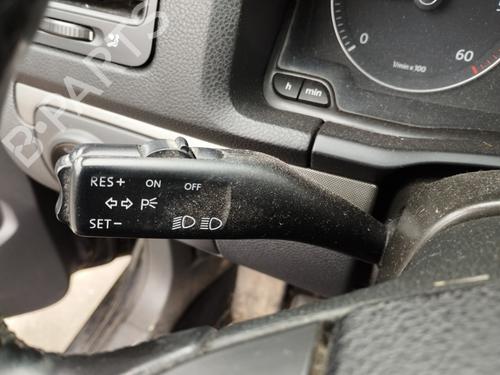 B-PARTS
0
60
1/min x 100
h min
RES+ ON OFF
P
SET-